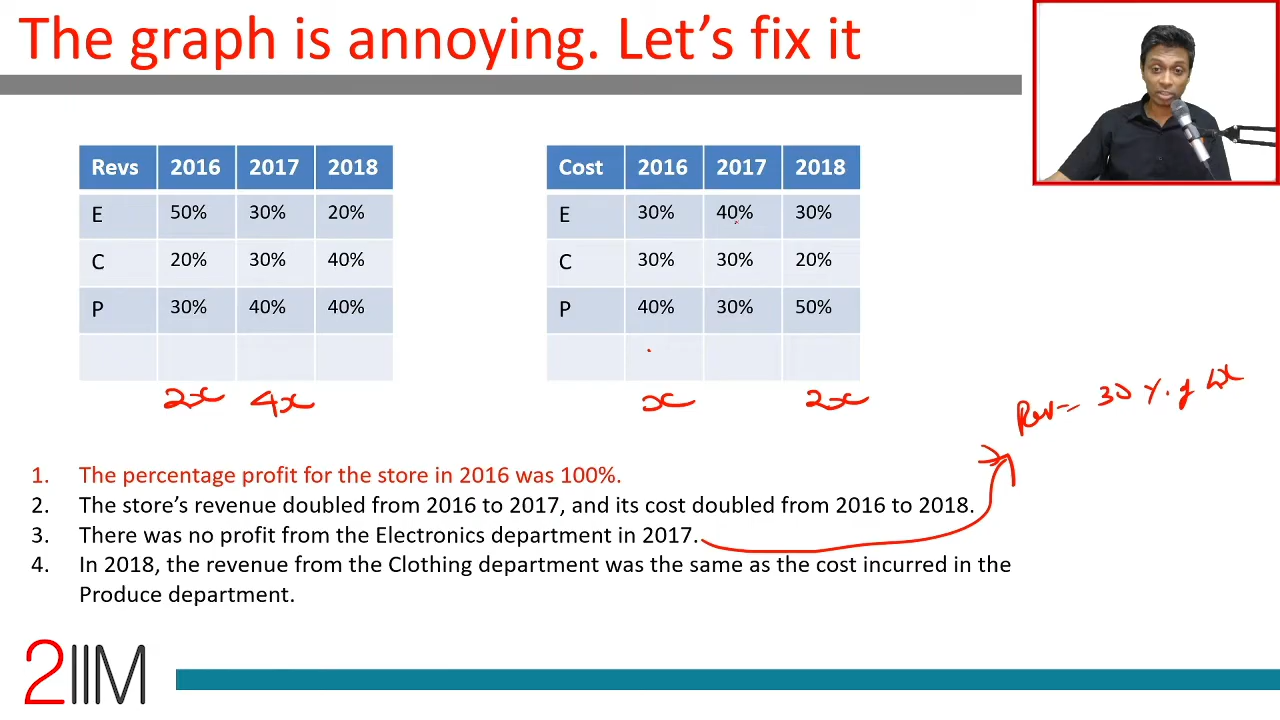 The graph is annoying. Let's fix it
Revs 2016 2017 2018
E 50% 30% 20%
C 20% 30% 40%
P 30% 40% 40%
2x 4x
Cost 2016 2017 2018
E 30% 40% 30%
C 30% 30% 20%
P 40% 30% 50%
x 2x
Rev = 30 %. of 4x
1. The percentage profit for the store in 2016 was 100%.
2. The store's revenue doubled from 2016 to 2017, and its cost doubled from 2016 to 2018.
3. There was no profit from the Electronics department in 2017.
4. In 2018, the revenue from the Clothing department was the same as the cost incurred in the
Produce department.
2IIM